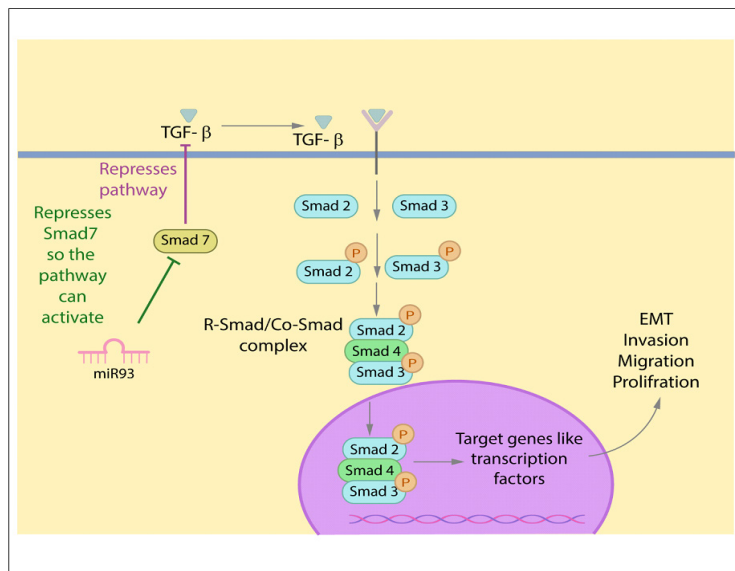 TGF- β
TGF- β
Represses
pathway
Represses
Smad7
so the
pathway
can
activate
Smad 7
miR93
Smad 2
Smad 3
P
Smad 2
P
Smad 3
R-Smad/Co-Smad
complex
P
Smad 2
Smad 4
P
Smad 3
EMT
Invasion
Migration
Prolifration
P
Smad 2
Smad 4
P
Smad 3
Target genes like
transcription
factors